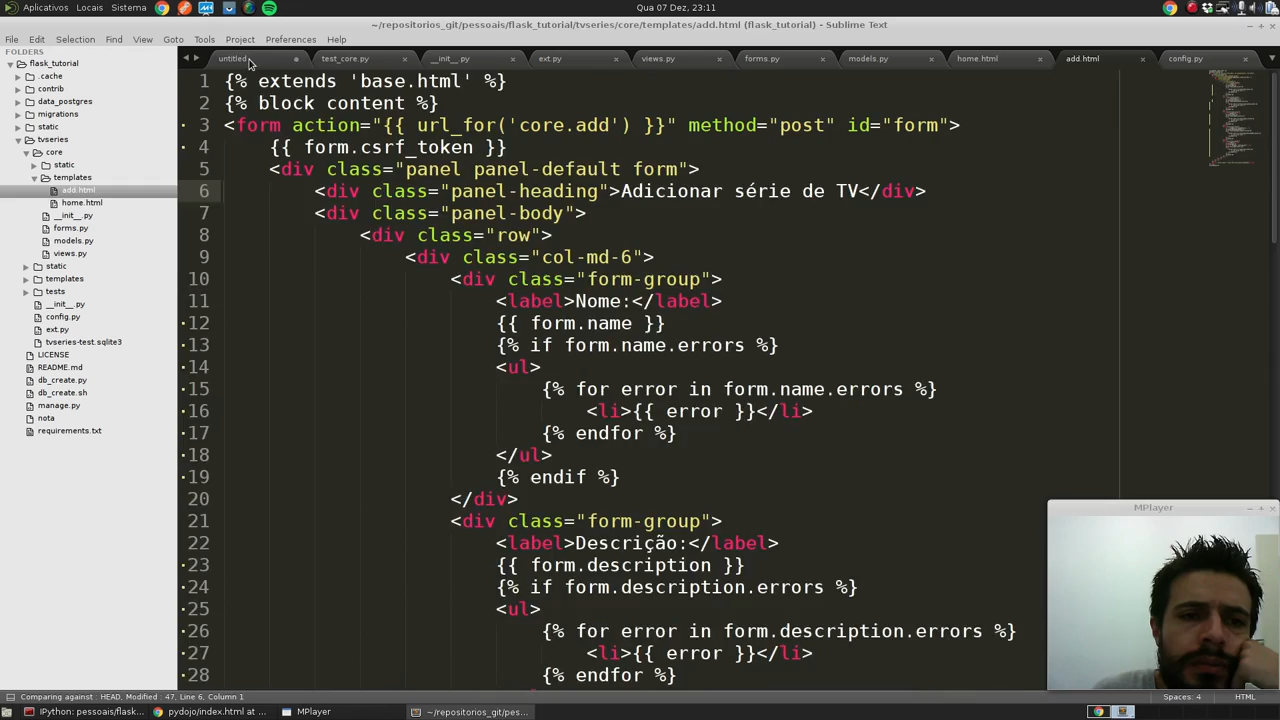 Aplicativos Locais Sistema
Qua 07 Dez, 23:11
~/repositorios_git/pessoais/flask_tutorial/tvseries/core/templates/add.html (flask_tutorial) - Sublime Text
File Edit Selection Find View Goto Tools Project Preferences Help
FOLDERS
flask_tutorial
.cache
contrib
data_postgres
migrations
static
tvseries
core
static
templates
add.html
home.html
__init__.py
forms.py
models.py
views.py
static
templates
tests
__init__.py
config.py
ext.py
tvseries-test.sqlite3
LICENSE
README.md
db_create.py
db_create.sh
manage.py
nota
requirements.txt
untitled test_core.py __init__.py ext.py views.py forms.py models.py home.html add.html config.py
1 {% extends 'base.html' %}
2 {% block content %}
3 <form action="{{ url_for('core.add') }}" method="post" id="form">
4 {{ form.csrf_token }}
5 <div class="panel panel-default form">
6 <div class="panel-heading">Adicionar série de TV</div>
7 <div class="panel-body">
8 <div class="row">
9 <div class="col-md-6">
10 <div class="form-group">
11 <label>Nome:</label>
12 {{ form.name }}
13 {% if form.name.errors %}
14 <ul>
15 {% for error in form.name.errors %}
16 <li>{{ error }}</li>
17 {% endfor %}
18 </ul>
19 {% endif %}
20 </div>
21 <div class="form-group">
22 <label>Descrição:</label>
23 {{ form.description }}
24 {% if form.description.errors %}
25 <ul>
26 {% for error in form.description.errors %}
27 <li>{{ error }}</li>
28 {% endfor %}
MPlayer
Comparing against : HEAD, Modified : 47, Line 6, Column 1
Spaces: 4
HTML
IPython: pessoais/flask...
pydojo/index.html at ...
MPlayer
~/repositorios_git/pes...